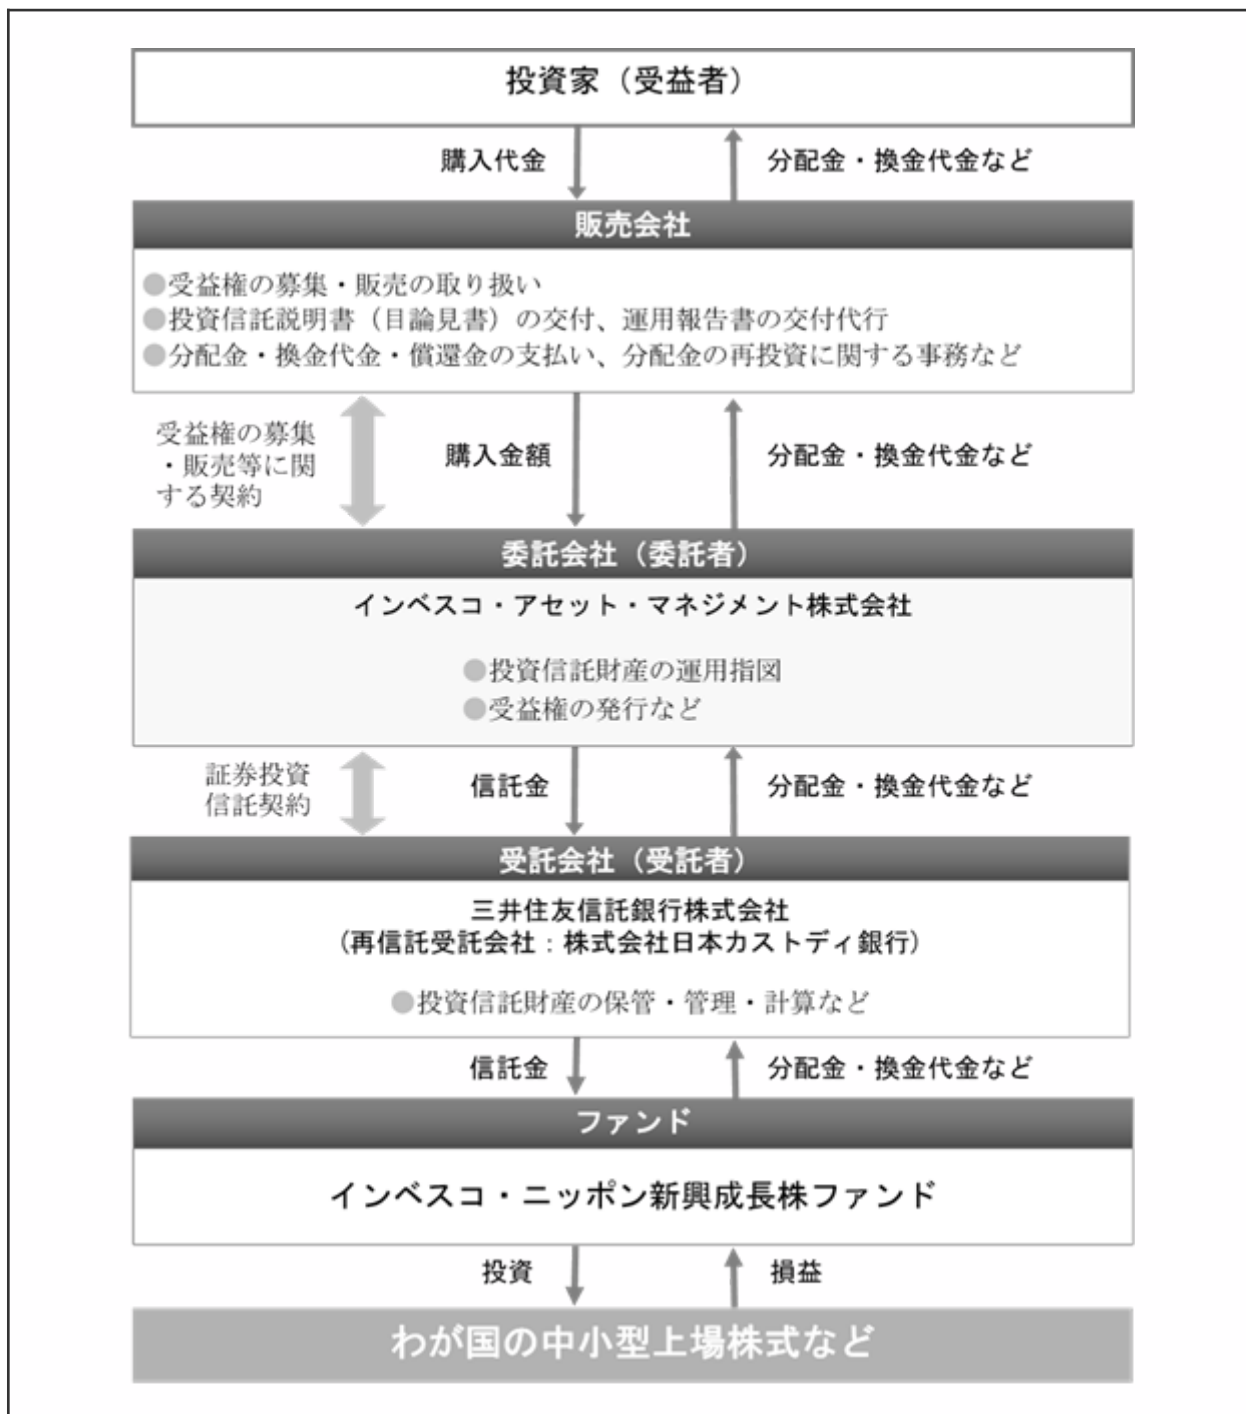 投資家（受益者）
購入代金
分配金・換金代金など
販売会社
●受益権の募集・販売の取り扱い
●投資信託説明書（目論見書）の交付、運用報告書の交付代行
●分配金・換金代金・償還金の支払い、分配金の再投資に関する事務など
受益権の募集
・販売等に関
する契約
購入金額
分配金・換金代金など
委託会社（委託者）
インベスコ・アセット・マネジメント株式会社
●投資信託財産の運用指図
●受益権の発行など
証券投資
信託契約
信託金
分配金・換金代金など
受託会社（受託者）
三井住友信託銀行株式会社
（再信託受託会社：株式会社日本カストディ銀行）
●投資信託財産の保管・管理・計算など
信託金
分配金・換金代金など
ファンド
インベスコ・ニッポン新興成長株ファンド
投資
損益
わが国の中小型上場株式など